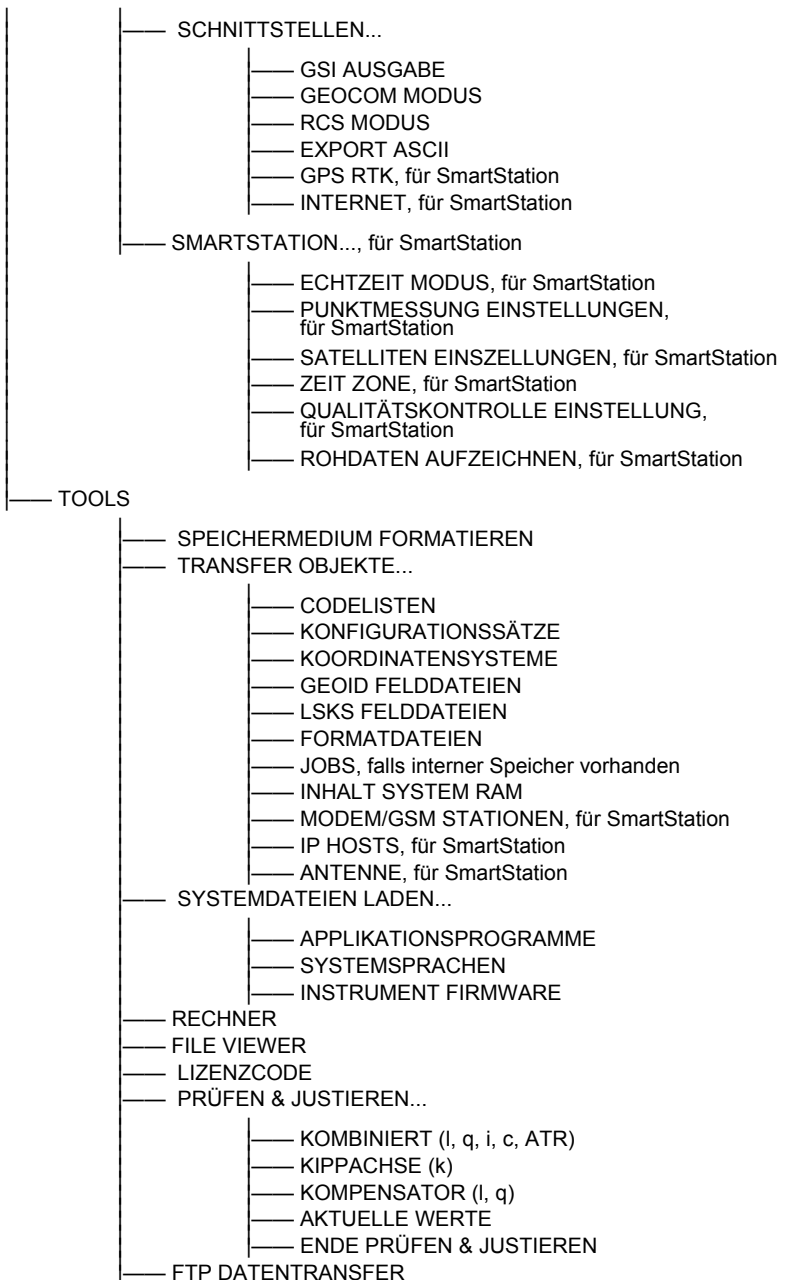 SCHNITTSTELLEN...
GSI AUSGABE
GEOCOM MODUS
RCS MODUS
EXPORT ASCII
GPS RTK, für SmartStation
INTERNET, für SmartStation
SMARTSTATION..., für SmartStation
ECHTZEIT MODUS, für SmartStation
PUNKTMESSUNG EINSTELLUNGEN,
für SmartStation
SATELLITEN EINSZELLUNGEN, für SmartStation
ZEIT ZONE, für SmartStation
QUALITÄTSKONTROLLE EINSTELLUNG,
für SmartStation
ROHDATEN AUFZEICHNEN, für SmartStation
TOOLS
SPEICHERMEDIUM FORMATIEREN
TRANSFER OBJEKTE...
CODELISTEN
KONFIGURATIONSSÄTZE
KOORDINATENSYSTEME
GEOID FELDDATEIEN
LSKS FELDDATEIEN
FORMATDATEIEN
JOBS, falls interner Speicher vorhanden
INHALT SYSTEM RAM
MODEM/GSM STATIONEN, für SmartStation
IP HOSTS, für SmartStation
ANTENNE, für SmartStation
SYSTEMDATEIEN LADEN...
APPLIKATIONSPROGRAMME
SYSTEMSPRACHEN
INSTRUMENT FIRMWARE
RECHNER
FILE VIEWER
LIZENZCODE
PRÜFEN & JUSTIEREN...
KOMBINIERT (l, q, i, c, ATR)
KIPPACHSE (k)
KOMPENSATOR (l, q)
AKTUELLE WERTE
ENDE PRÜFEN & JUSTIEREN
FTP DATENTRANSFER